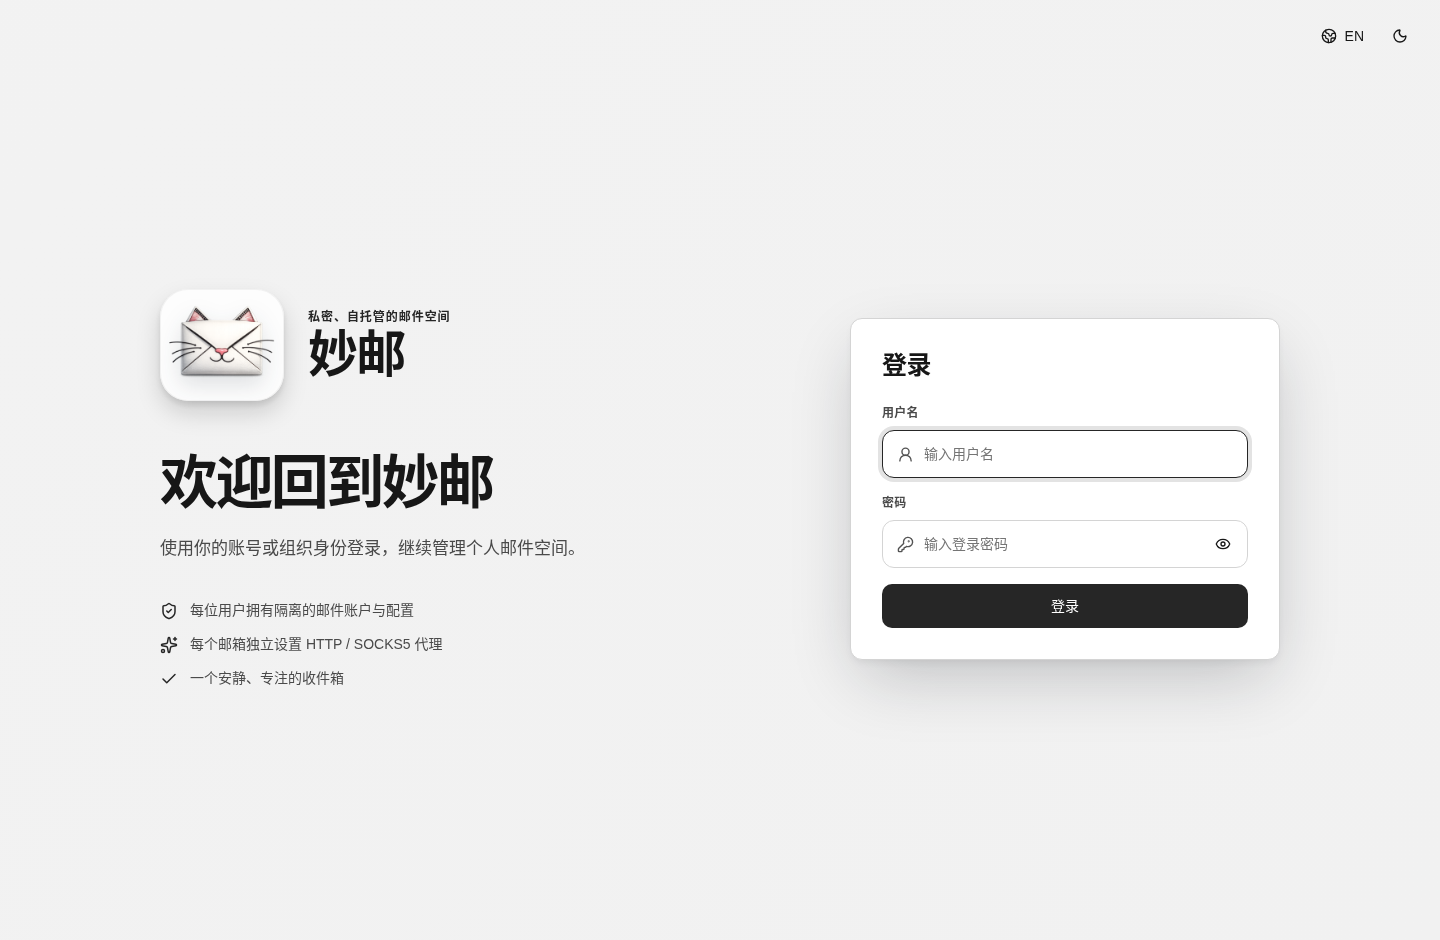 EN
私密、自托管的邮件空间
妙邮
欢迎回到妙邮
使用你的账号或组织身份登录，继续管理个人邮件空间。
每位用户拥有隔离的邮件账户与配置
每个邮箱独立设置 HTTP / SOCKS5 代理
一个安静、专注的收件箱
登录
用户名
输入用户名
密码
输入登录密码
登录